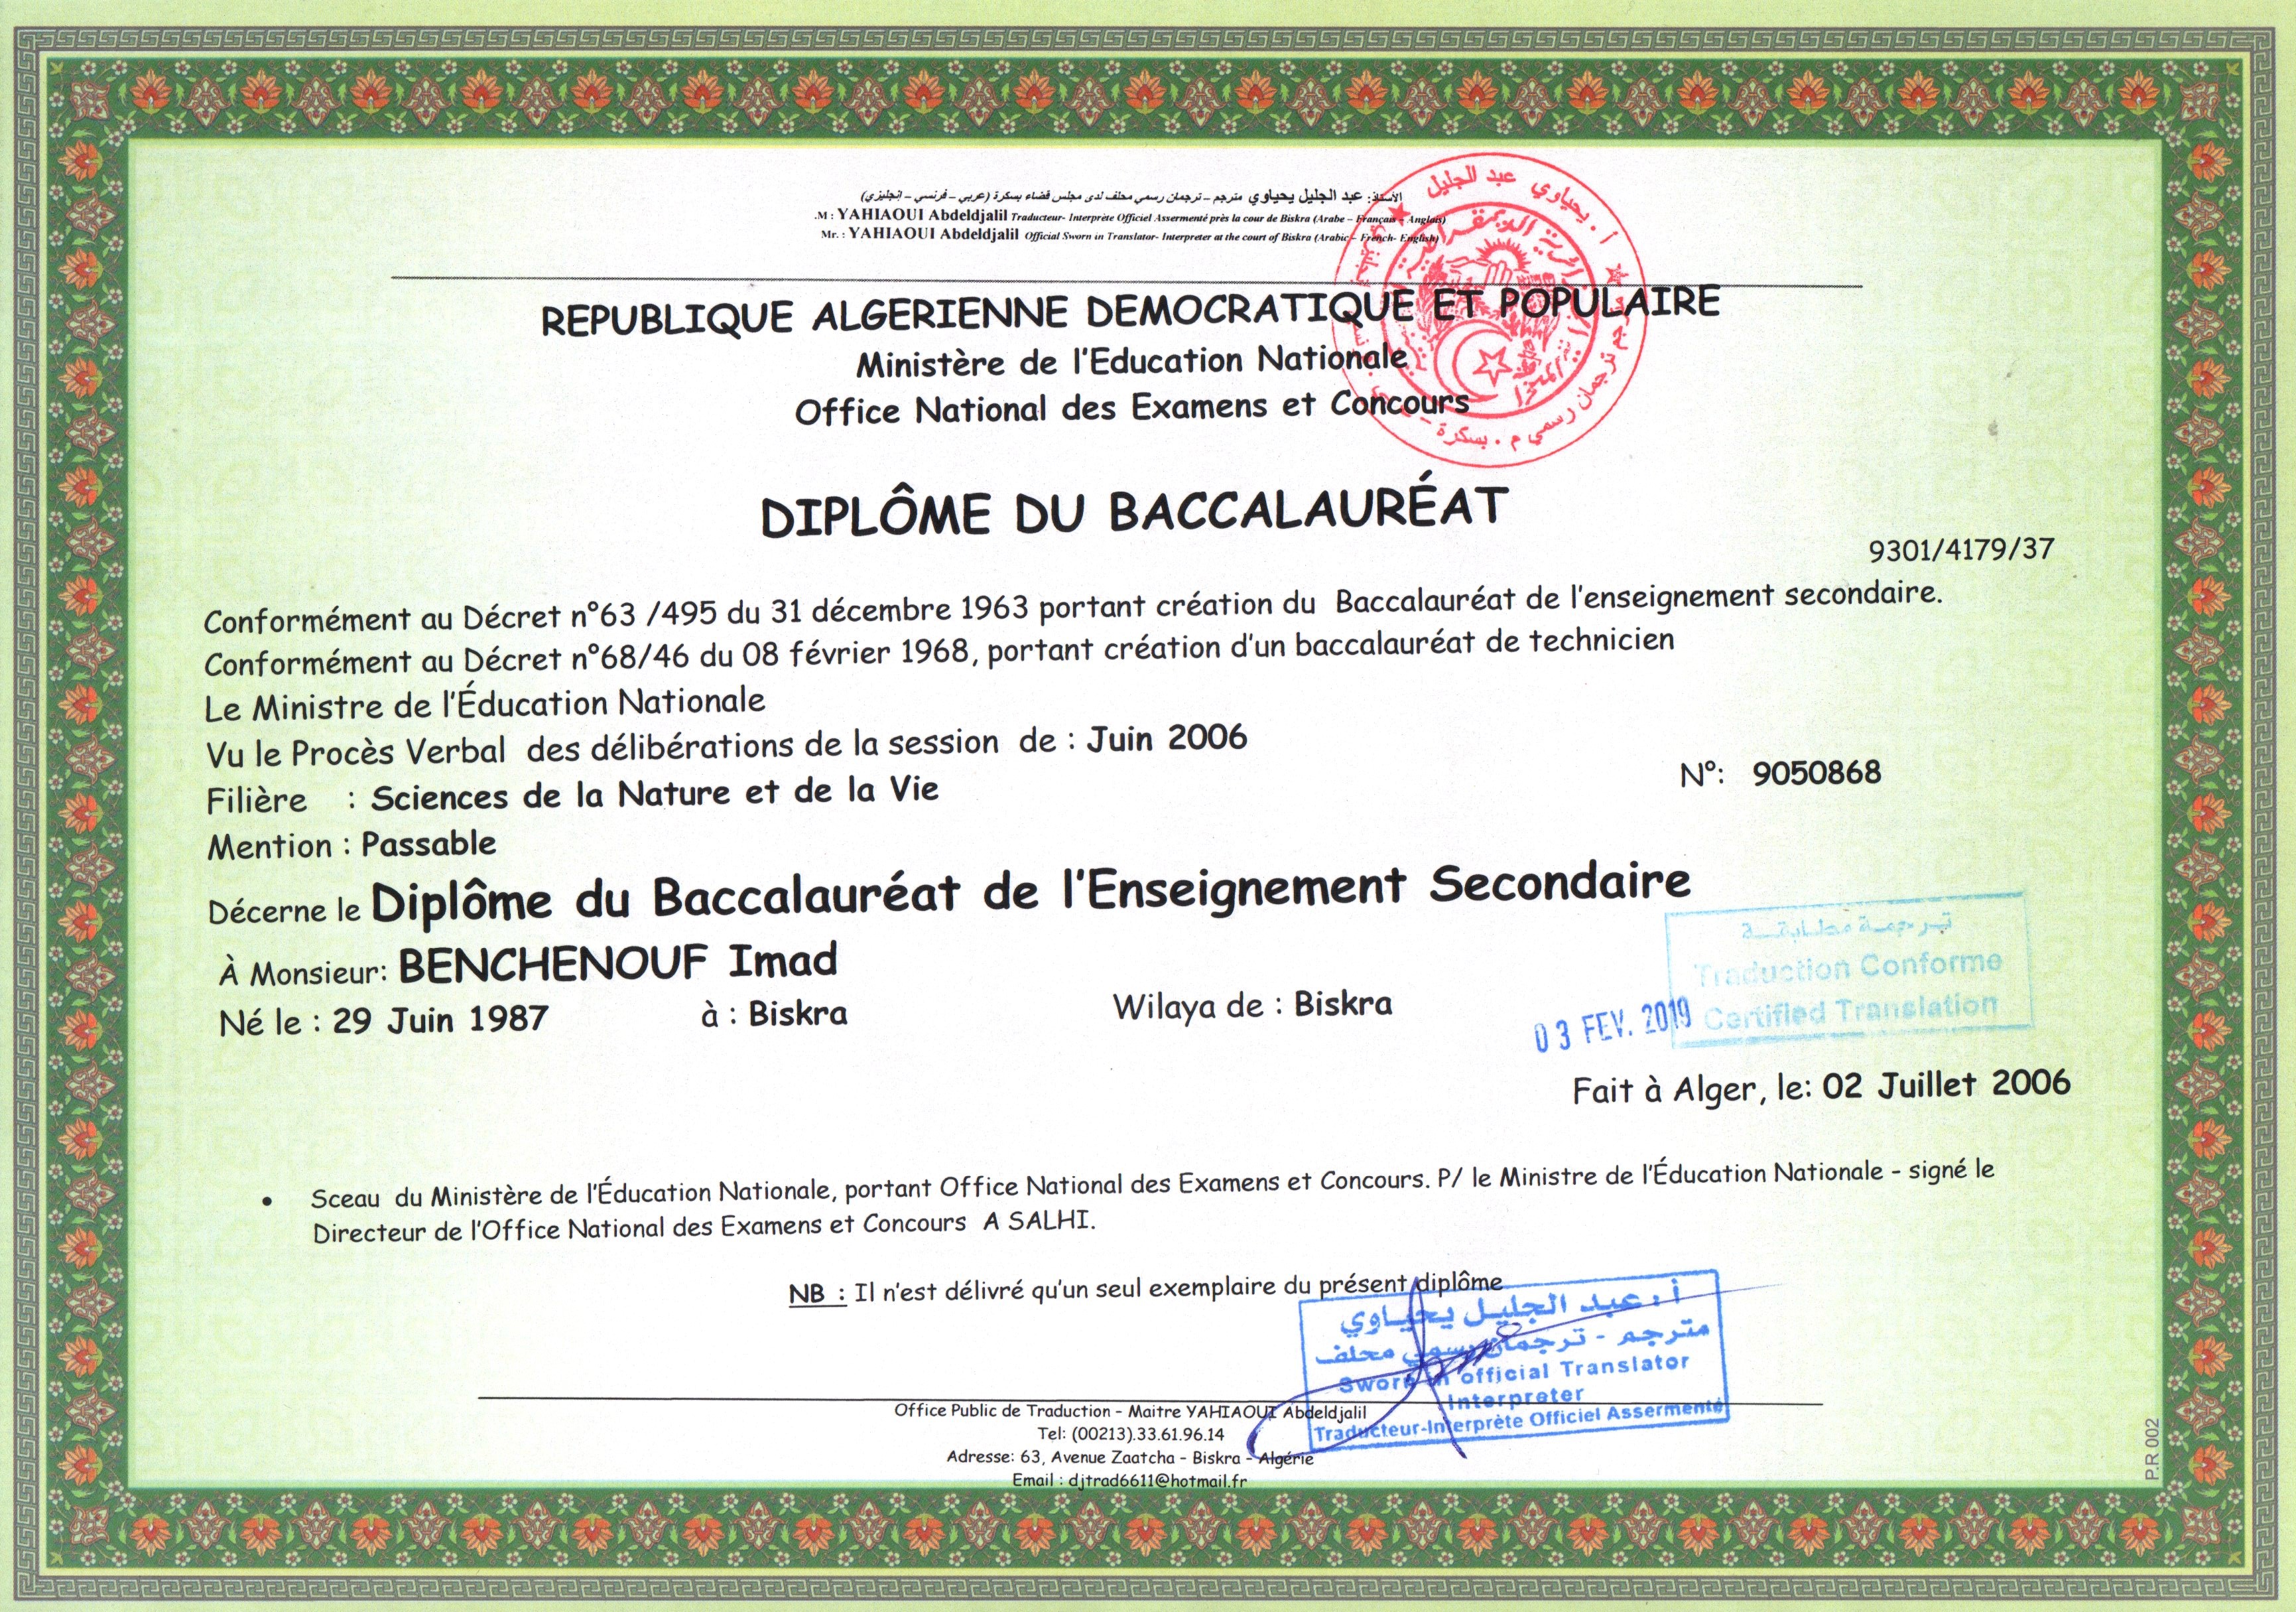 الأستاذ: عبد الجليل يحياوي مترجم – ترجمان رسمي محلف لدى مجلس قضاء بسكرة (عربي – فرنسي – إنجليزي)
.M : YAHIAOUI Abdeldjalil Traducteur- Interprète Officiel Assermenté près la cour de Biskra (Arabe – Français – Anglais)
Mr. : YAHIAOUI Abdeldjalil Official Sworn in Translator- Interpreter at the court of Biskra (Arabic – French- English)
أ . يحياوي عبد الجليل
مترجم ترجمان رسمي م . بسكرة
REPUBLIQUE ALGERIENNE DEMOCRATIQUE ET POPULAIRE
Ministère de l'Education Nationale
Office National des Examens et Concours
DIPLÔME DU BACCALAURÉAT
9301/4179/37
Conformément au Décret n°63 /495 du 31 décembre 1963 portant création du Baccalauréat de l'enseignement secondaire.
Conformément au Décret n°68/46 du 08 février 1968, portant création d'un baccalauréat de technicien
Le Ministre de l'Éducation Nationale
Vu le Procès Verbal des délibérations de la session de : Juin 2006
N°: 9050868
Filière : Sciences de la Nature et de la Vie
Mention : Passable
Décerne le Diplôme du Baccalauréat de l'Enseignement Secondaire
À Monsieur: BENCHENOUF Imad
Né le : 29 Juin 1987 à : Biskra Wilaya de : Biskra
ترجمة مطابقة
Traduction Conforme
Certified Translation
03 FEV. 2019
Fait à Alger, le: 02 Juillet 2006
• Sceau du Ministère de l'Éducation Nationale, portant Office National des Examens et Concours. P/ le Ministre de l'Éducation Nationale - signé le
Directeur de l'Office National des Examens et Concours A SALHI.
NB : Il n'est délivré qu'un seul exemplaire du présent diplôme
أ : عبد الجليل يحياوي
مترجم - ترجمان رسمي محلف
Sworn in official Translator
Interpreter
Traducteur-Interprète Officiel Assermenté
Office Public de Traduction - Maitre YAHIAOUI Abdeldjalil
Tel: (00213).33.61.96.14
Adresse: 63, Avenue Zaatcha - Biskra - Algérie
Email : djtrad6611@hotmail.fr
P.R 002